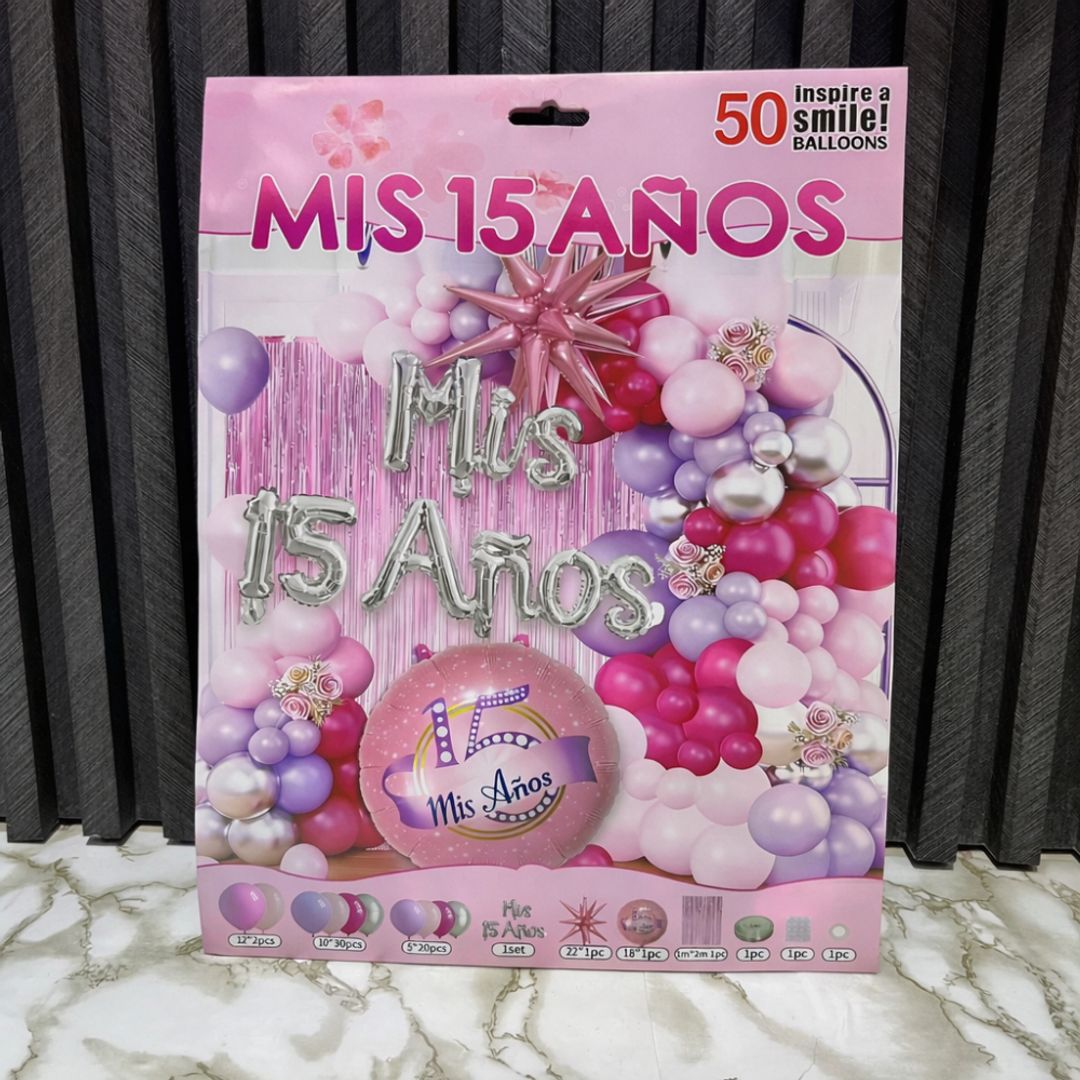 50 inspire a
smile!
BALLOONS
MIS 15 AÑOS
Mis
15 Años
15
Mis Años
Mis
15 Años
12" 2pcs
10" 30pcs
5" 20pcs
1set
22" 1pc
18" 1pc
1m*2m 1pc
1pc
1pc
1pc